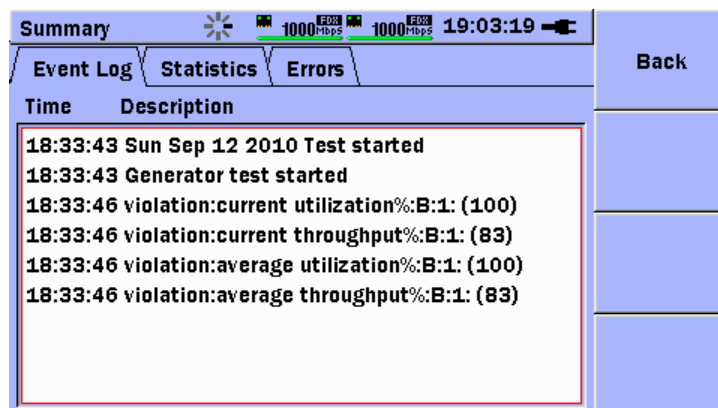 Summary 1000 FDX Mbps 1000 FDX Mbps 19:03:19
Back
Event Log Statistics Errors
Time Description
18:33:43 Sun Sep 12 2010 Test started
18:33:43 Generator test started
18:33:46 violation:current utilization%:B:1: (100)
18:33:46 violation:current throughput%:B:1: (83)
18:33:46 violation:average utilization%:B:1: (100)
18:33:46 violation:average throughput%:B:1: (83)